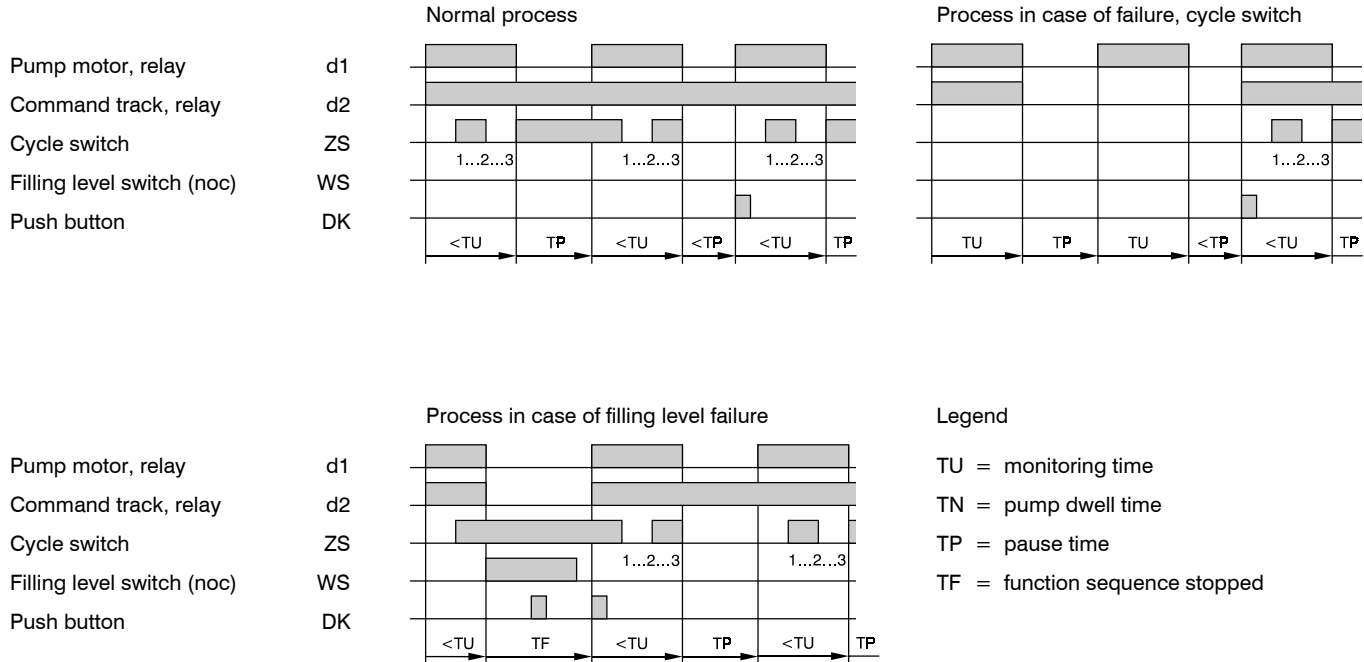 Normal process
Process in case of failure, cycle switch
Pump motor, relay d1
Command track, relay d2
Cycle switch ZS
1...2...3 1...2...3 1...2...3 1...2...3
Filling level switch (noc) WS
Push button DK
<TU TP <TU <TP <TU TP TU TP TU <TP <TU TP
Process in case of filling level failure
Legend
Pump motor, relay d1
TU = monitoring time
Command track, relay d2
TN = pump dwell time
Cycle switch ZS
TP = pause time
1...2...3 1...2...3
Filling level switch (noc) WS
TF = function sequence stopped
Push button DK
<TU TF <TU TP <TU TP